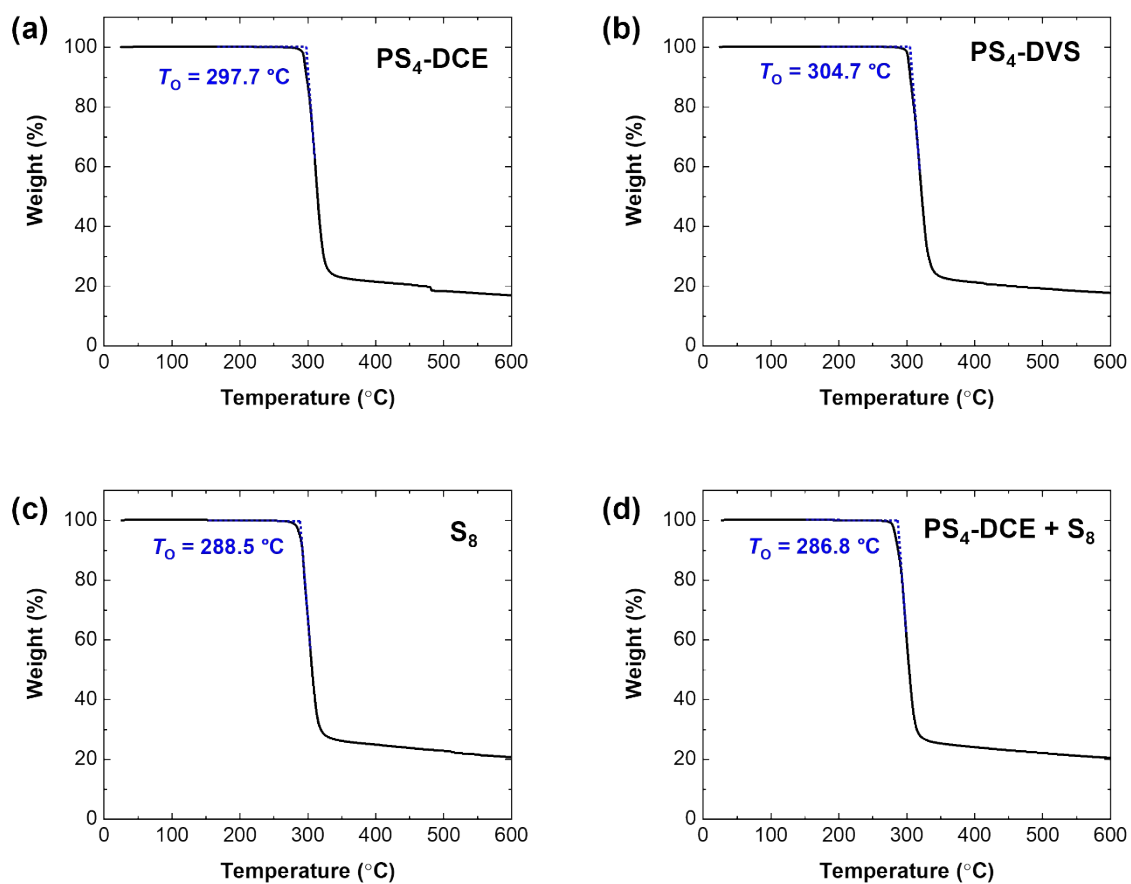 (a)
PS₄-DCE
T₀ = 297.7 °C
100
80
60
40
20
0
Weight (%)
0 100 200 300 400 500 600
Temperature (°C)
(b)
PS₄-DVS
T₀ = 304.7 °C
100
80
60
40
20
0
Weight (%)
0 100 200 300 400 500 600
Temperature (°C)
(c)
S₈
T₀ = 288.5 °C
100
80
60
40
20
0
Weight (%)
0 100 200 300 400 500 600
Temperature (°C)
(d)
PS₄-DCE + S₈
T₀ = 286.8 °C
100
80
60
40
20
0
Weight (%)
0 100 200 300 400 500 600
Temperature (°C)